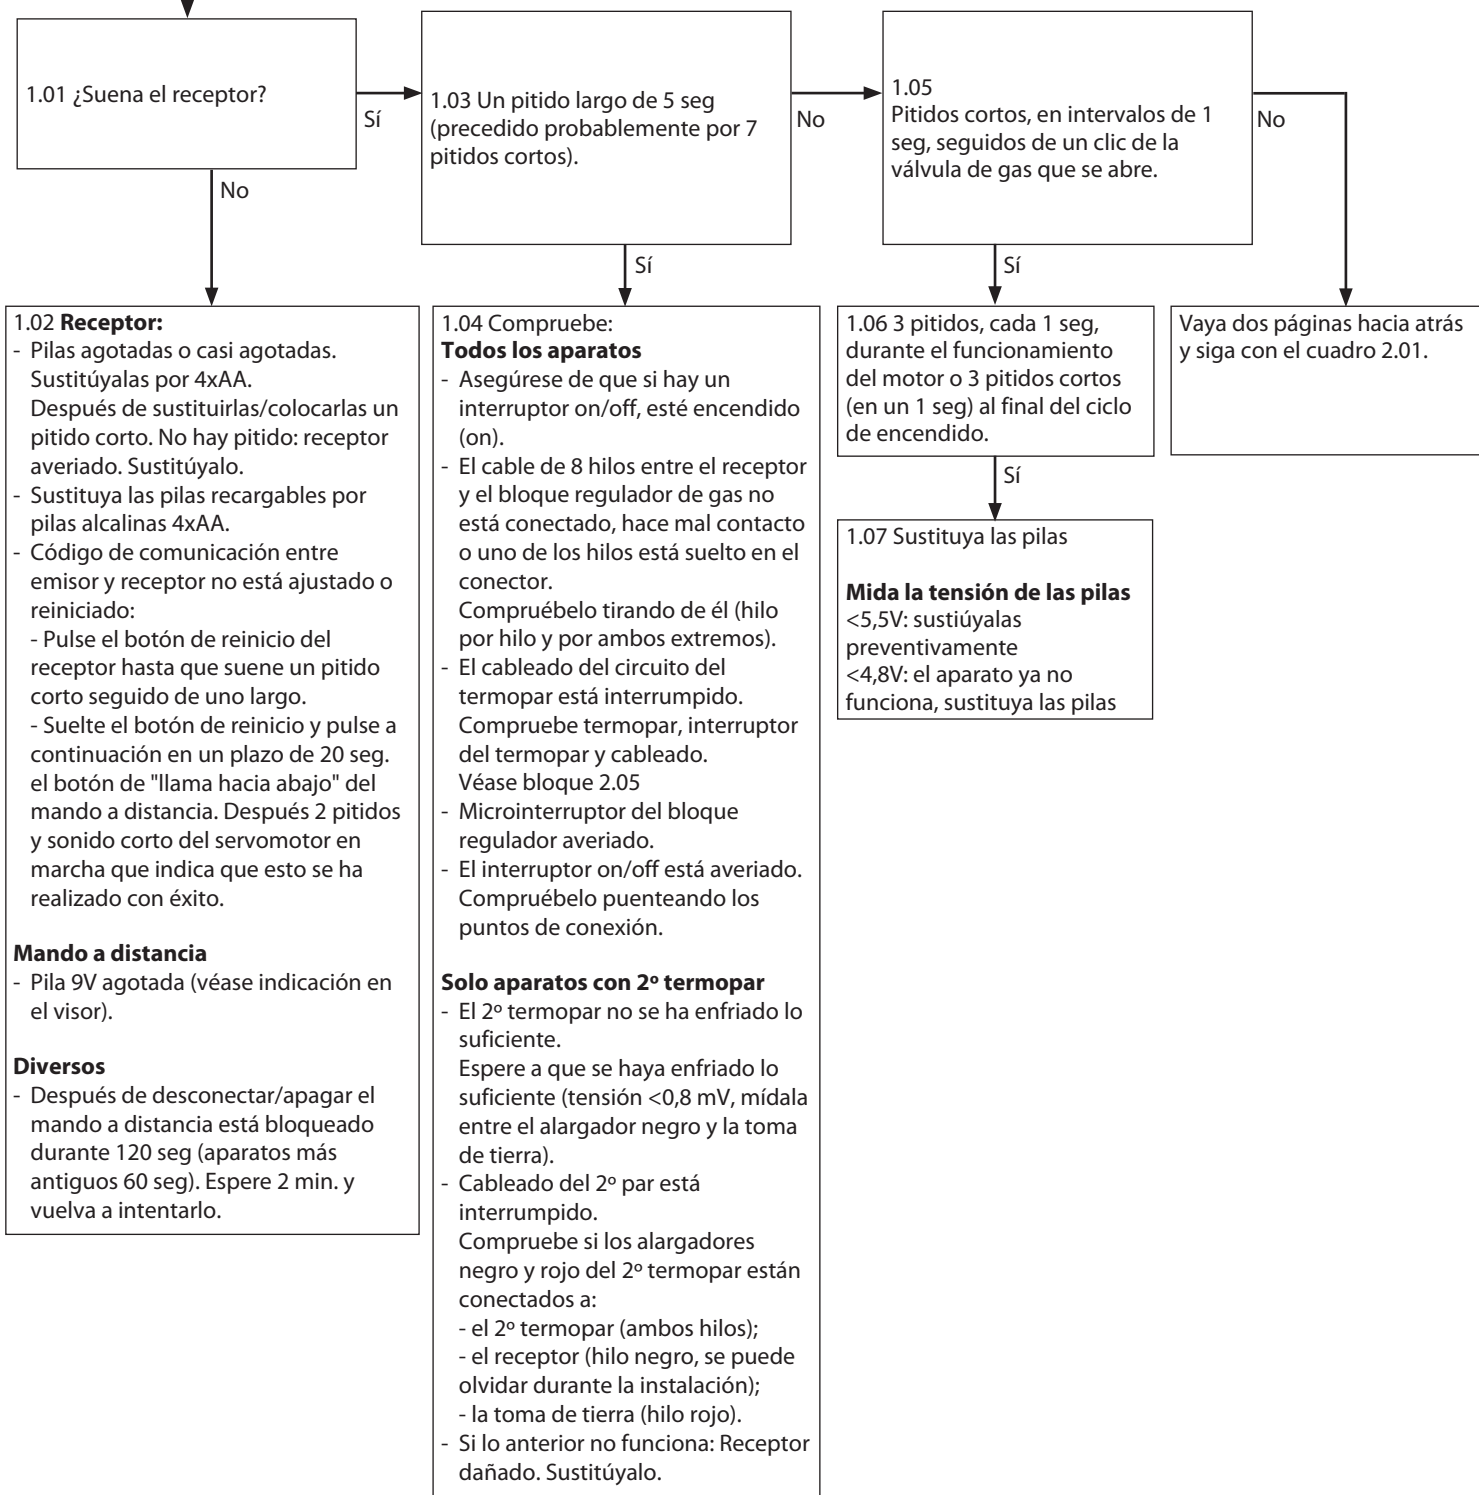 1.01 ¿Suena el receptor?
Sí
No
1.03 Un pitido largo de 5 seg
(precedido probablemente por 7
pitidos cortos).
No
Sí
1.05
Pitidos cortos, en intervalos de 1
seg, seguidos de un clic de la
válvula de gas que se abre.
No
Sí
1.02 Receptor:
- Pilas agotadas o casi agotadas.
Sustitúyalas por 4xAA.
Después de sustituirlas/colocarlas un
pitido corto. No hay pitido: receptor
averiado. Sustitúyalo.
- Sustituya las pilas recargables por
pilas alcalinas 4xAA.
- Código de comunicación entre
emisor y receptor no está ajustado o
reiniciado:
- Pulse el botón de reinicio del
receptor hasta que suene un pitido
corto seguido de uno largo.
- Suelte el botón de reinicio y pulse a
continuación en un plazo de 20 seg.
el botón de "llama hacia abajo" del
mando a distancia. Después 2 pitidos
y sonido corto del servomotor en
marcha que indica que esto se ha
realizado con éxito.
Mando a distancia
- Pila 9V agotada (véase indicación en
el visor).
Diversos
- Después de desconectar/apagar el
mando a distancia está bloqueado
durante 120 seg (aparatos más
antiguos 60 seg). Espere 2 min. y
vuelva a intentarlo.
1.04 Compruebe:
Todos los aparatos
- Asegúrese de que si hay un
interruptor on/off, esté encendido
(on).
- El cable de 8 hilos entre el receptor
y el bloque regulador de gas no
está conectado, hace mal contacto
o uno de los hilos está suelto en el
conector.
Compruébelo tirando de él (hilo
por hilo y por ambos extremos).
- El cableado del circuito del
termopar está interrumpido.
Compruebe termopar, interruptor
del termopar y cableado.
Véase bloque 2.05
- Microinterruptor del bloque
regulador averiado.
- El interruptor on/off está averiado.
Compruébelo puenteando los
puntos de conexión.
Solo aparatos con 2º termopar
- El 2º termopar no se ha enfriado lo
suficiente.
Espere a que se haya enfriado lo
suficiente (tensión <0,8 mV, mídala
entre el alargador negro y la toma
de tierra).
- Cableado del 2º par está
interrumpido.
Compruebe si los alargadores
negro y rojo del 2º termopar están
conectados a:
- el 2º termopar (ambos hilos);
- el receptor (hilo negro, se puede
olvidar durante la instalación);
- la toma de tierra (hilo rojo).
- Si lo anterior no funciona: Receptor
dañado. Sustitúyalo.
1.06 3 pitidos, cada 1 seg,
durante el funcionamiento
del motor o 3 pitidos cortos
(en un 1 seg) al final del ciclo
de encendido.
Sí
1.07 Sustituya las pilas
Mida la tensión de las pilas
<5,5V: sustiúyalas
preventivamente
<4,8V: el aparato ya no
funciona, sustituya las pilas
Vaya dos páginas hacia atrás
y siga con el cuadro 2.01.